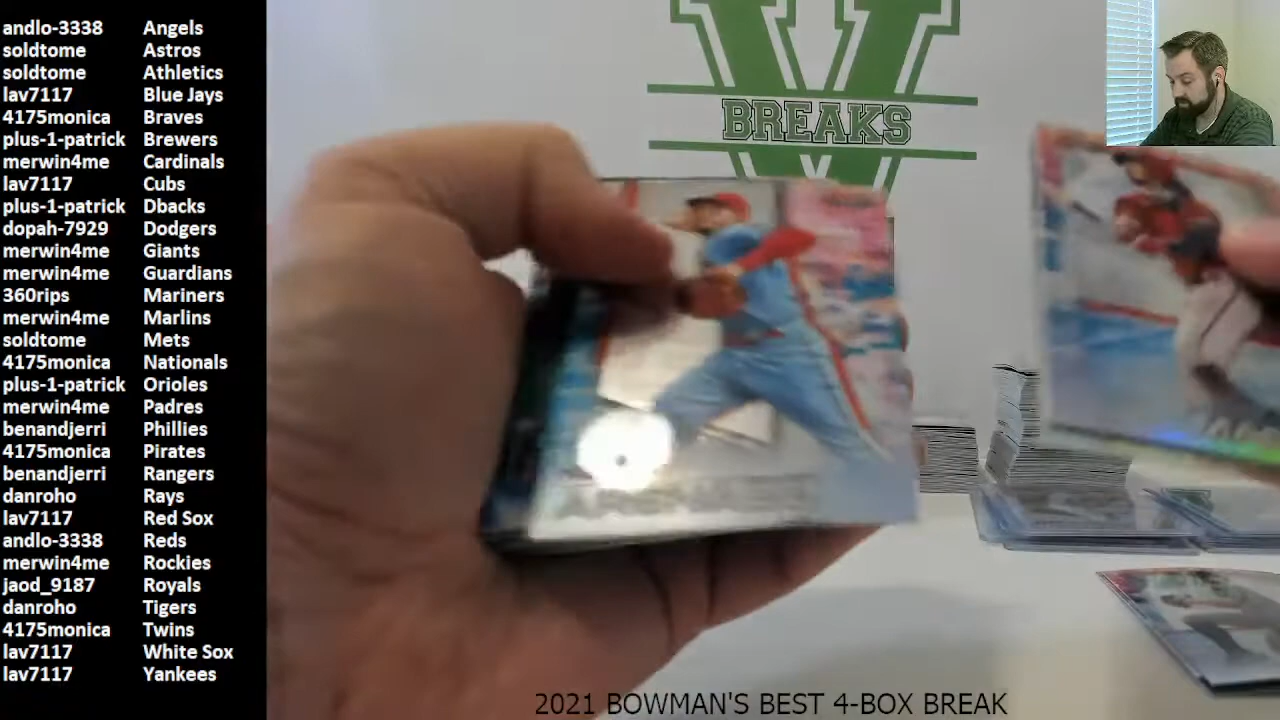 andlo-3338 Angels
soldtome Astros
soldtome Athletics
lav7117 Blue Jays
4175monica Braves
plus-1-patrick Brewers
merwin4me Cardinals
lav7117 Cubs
plus-1-patrick Dbacks
dopah-7929 Dodgers
merwin4me Giants
merwin4me Guardians
360rips Mariners
merwin4me Marlins
soldtome Mets
4175monica Nationals
plus-1-patrick Orioles
merwin4me Padres
benandjerri Phillies
4175monica Pirates
benandjerri Rangers
danroho Rays
lav7117 Red Sox
andlo-3338 Reds
merwin4me Rockies
jaod_9187 Royals
danroho Tigers
4175monica Twins
lav7117 White Sox
lav7117 Yankees
V
BREAKS
2021 BOWMAN'S BEST 4-BOX BREAK